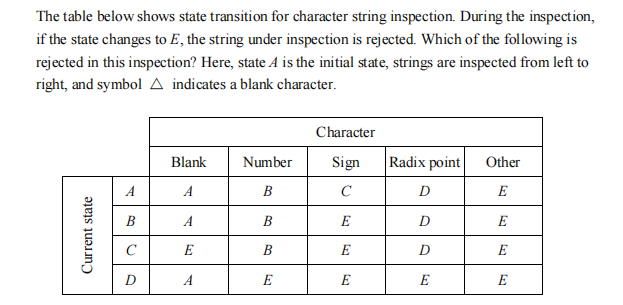 The table below shows state transition for character string inspection. During the inspection,
if the state changes to E, the string under inspection is rejected. Which of the following is
rejected in this inspection? Here, state A is the initial state, strings are inspected from left to
right, and symbol △ indicates a blank character.
Character
Blank Number Sign Radix point Other
Current state
A A B C D E
B A B E D E
C E B E D E
D A E E E E